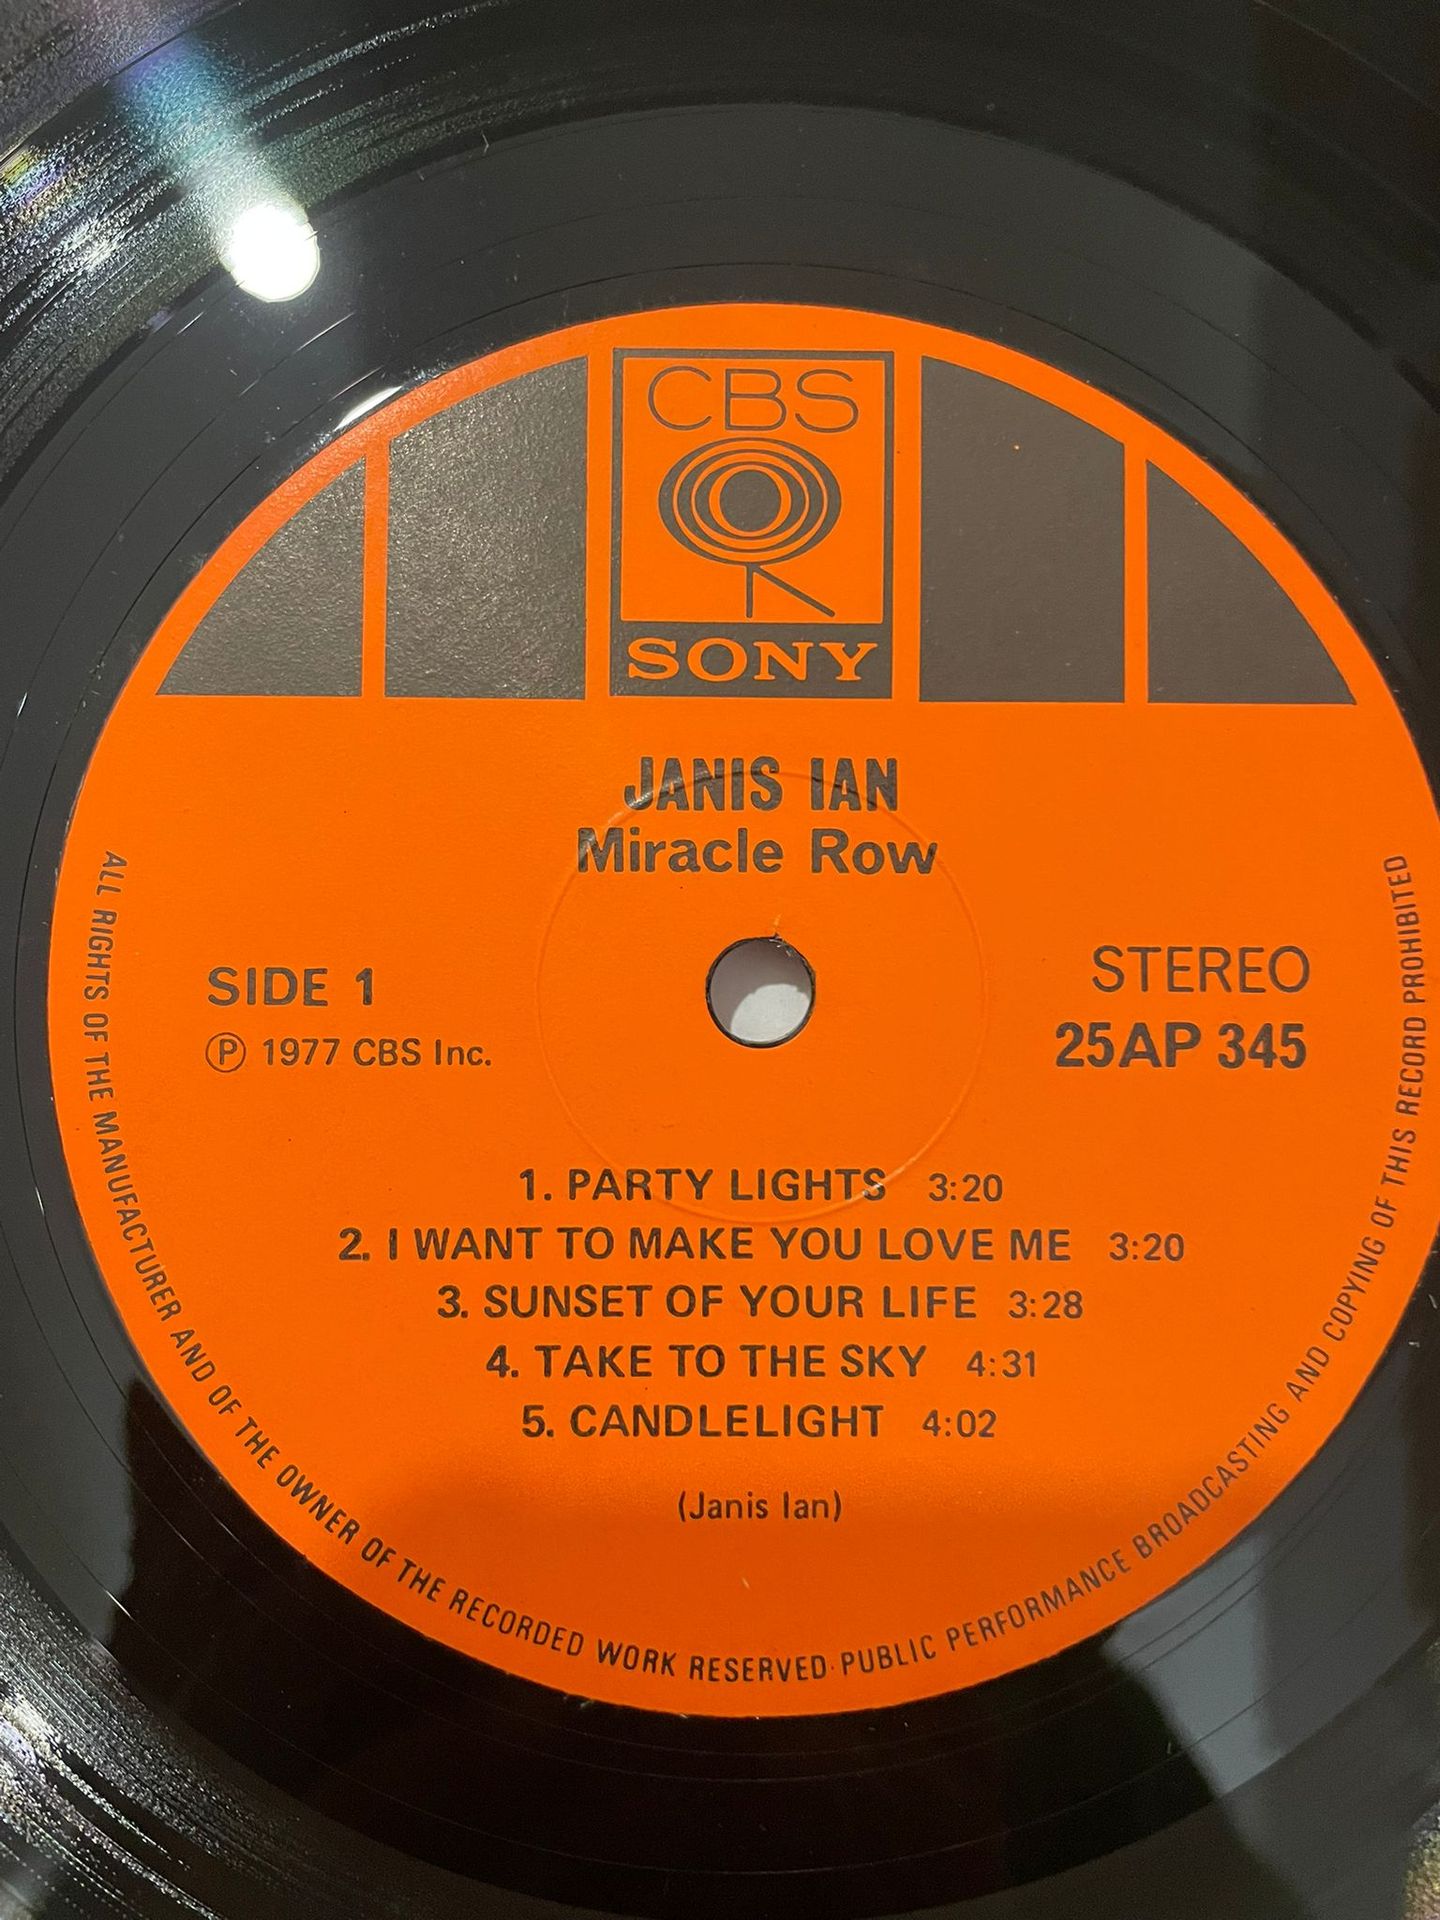 CBS
SONY
JANIS IAN
Miracle Row
SIDE 1
Ⓟ 1977 CBS Inc.
STEREO
25AP 345
1. PARTY LIGHTS 3:20
2. I WANT TO MAKE YOU LOVE ME 3:20
3. SUNSET OF YOUR LIFE 3:28
4. TAKE TO THE SKY 4:31
5. CANDLELIGHT 4:02
(Janis Ian)
ALL RIGHTS OF THE MANUFACTURER AND OF THE OWNER OF THE RECORDED WORK RESERVED·PUBLIC PERFORMANCE BROADCASTING AND COPYING OF THIS RECORD PROHIBITED